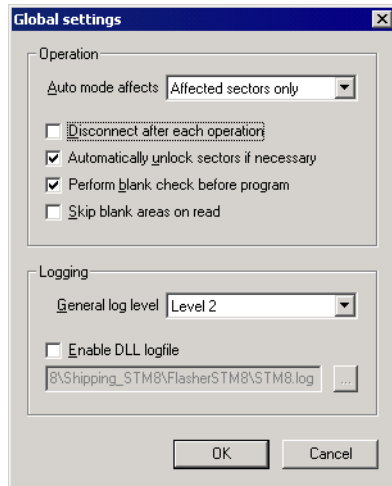 Global settings
Operation
Auto mode affects Affected sectors only
Disconnect after each operation
Automatically unlock sectors if necessary
Perform blank check before program
Skip blank areas on read
Logging
General log level Level 2
Enable DLL logfile
8\Shipping_STM8\FlasherSTM8\STM8.log ...
OK Cancel